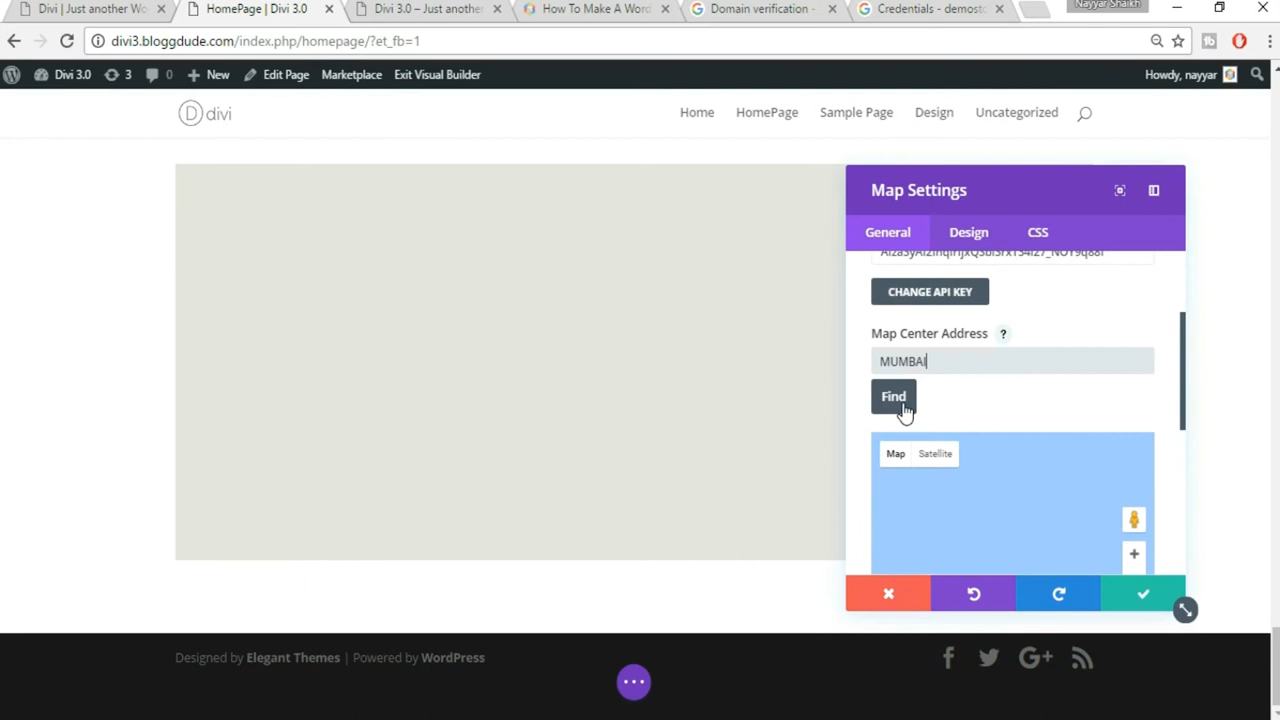 Divi | Just another Wo
HomePage | Divi 3.0
Divi 3.0 – Just another
How To Make A Word
Domain verification -
Credentials - demosto
Nayyar Shaikh
divi3.bloggdude.com/index.php/homepage/?et_fb=1
Divi 3.0
3
0
New
Edit Page
Marketplace
Exit Visual Builder
Howdy, nayyar
D divi
Home
HomePage
Sample Page
Design
Uncategorized
Map Settings
General
Design
CSS
CHANGE API KEY
Map Center Address ?
MUMBAI
Find
Map
Satellite
+
Designed by Elegant Themes | Powered by WordPress